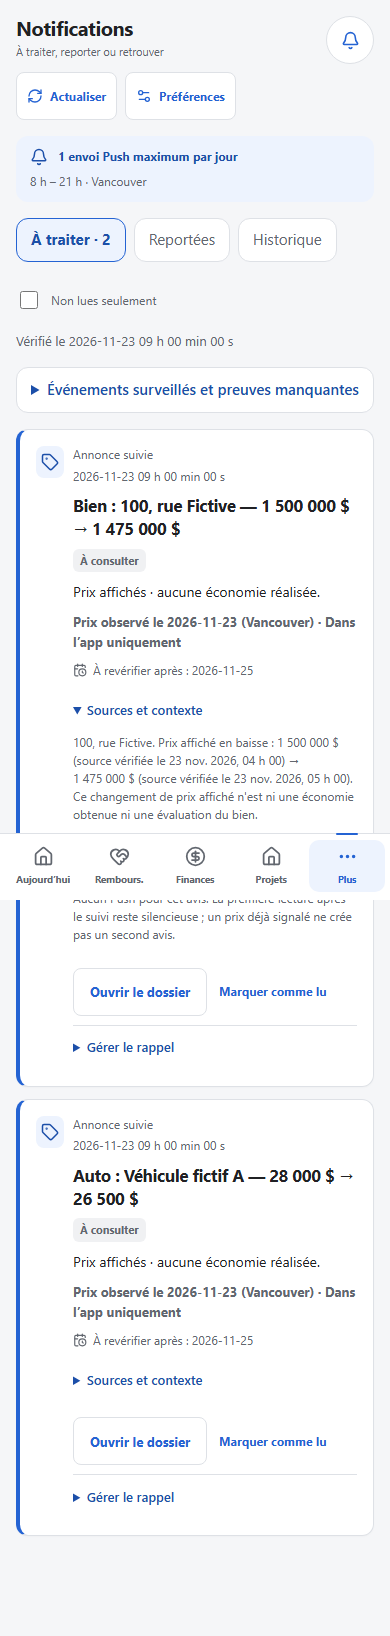 Notifications
À traiter, reporter ou retrouver
Actualiser
Préférences
1 envoi Push maximum par jour
8 h – 21 h · Vancouver
À traiter · 2
Reportées
Historique
Non lues seulement
Vérifié le 2026-11-23 09 h 00 min 00 s
▶ Événements surveillés et preuves manquantes
Annonce suivie
2026-11-23 09 h 00 min 00 s
Bien : 100, rue Fictive — 1 500 000 $
→ 1 475 000 $
À consulter
Prix affichés · aucune économie réalisée.
Prix observé le 2026-11-23 (Vancouver) · Dans
l’app uniquement
À revérifier après : 2026-11-25
▼ Sources et contexte
100, rue Fictive. Prix affiché en baisse : 1 500 000 $
(source vérifiée le 23 nov. 2026, 04 h 00) →
1 475 000 $ (source vérifiée le 23 nov. 2026, 05 h 00).
Ce changement de prix affiché n'est ni une économie
obtenue ni une évaluation du bien.
Aujourd’hui
Rembours.
Finances
Projets
Plus
Aucun Push pour cet avis. La première lecture après
le suivi reste silencieuse ; un prix déjà signalé ne crée
pas un second avis.
Ouvrir le dossier
Marquer comme lu
▶ Gérer le rappel
Annonce suivie
2026-11-23 09 h 00 min 00 s
Auto : Véhicule fictif A — 28 000 $ →
26 500 $
À consulter
Prix affichés · aucune économie réalisée.
Prix observé le 2026-11-23 (Vancouver) · Dans
l’app uniquement
À revérifier après : 2026-11-25
▶ Sources et contexte
Ouvrir le dossier
Marquer comme lu
▶ Gérer le rappel